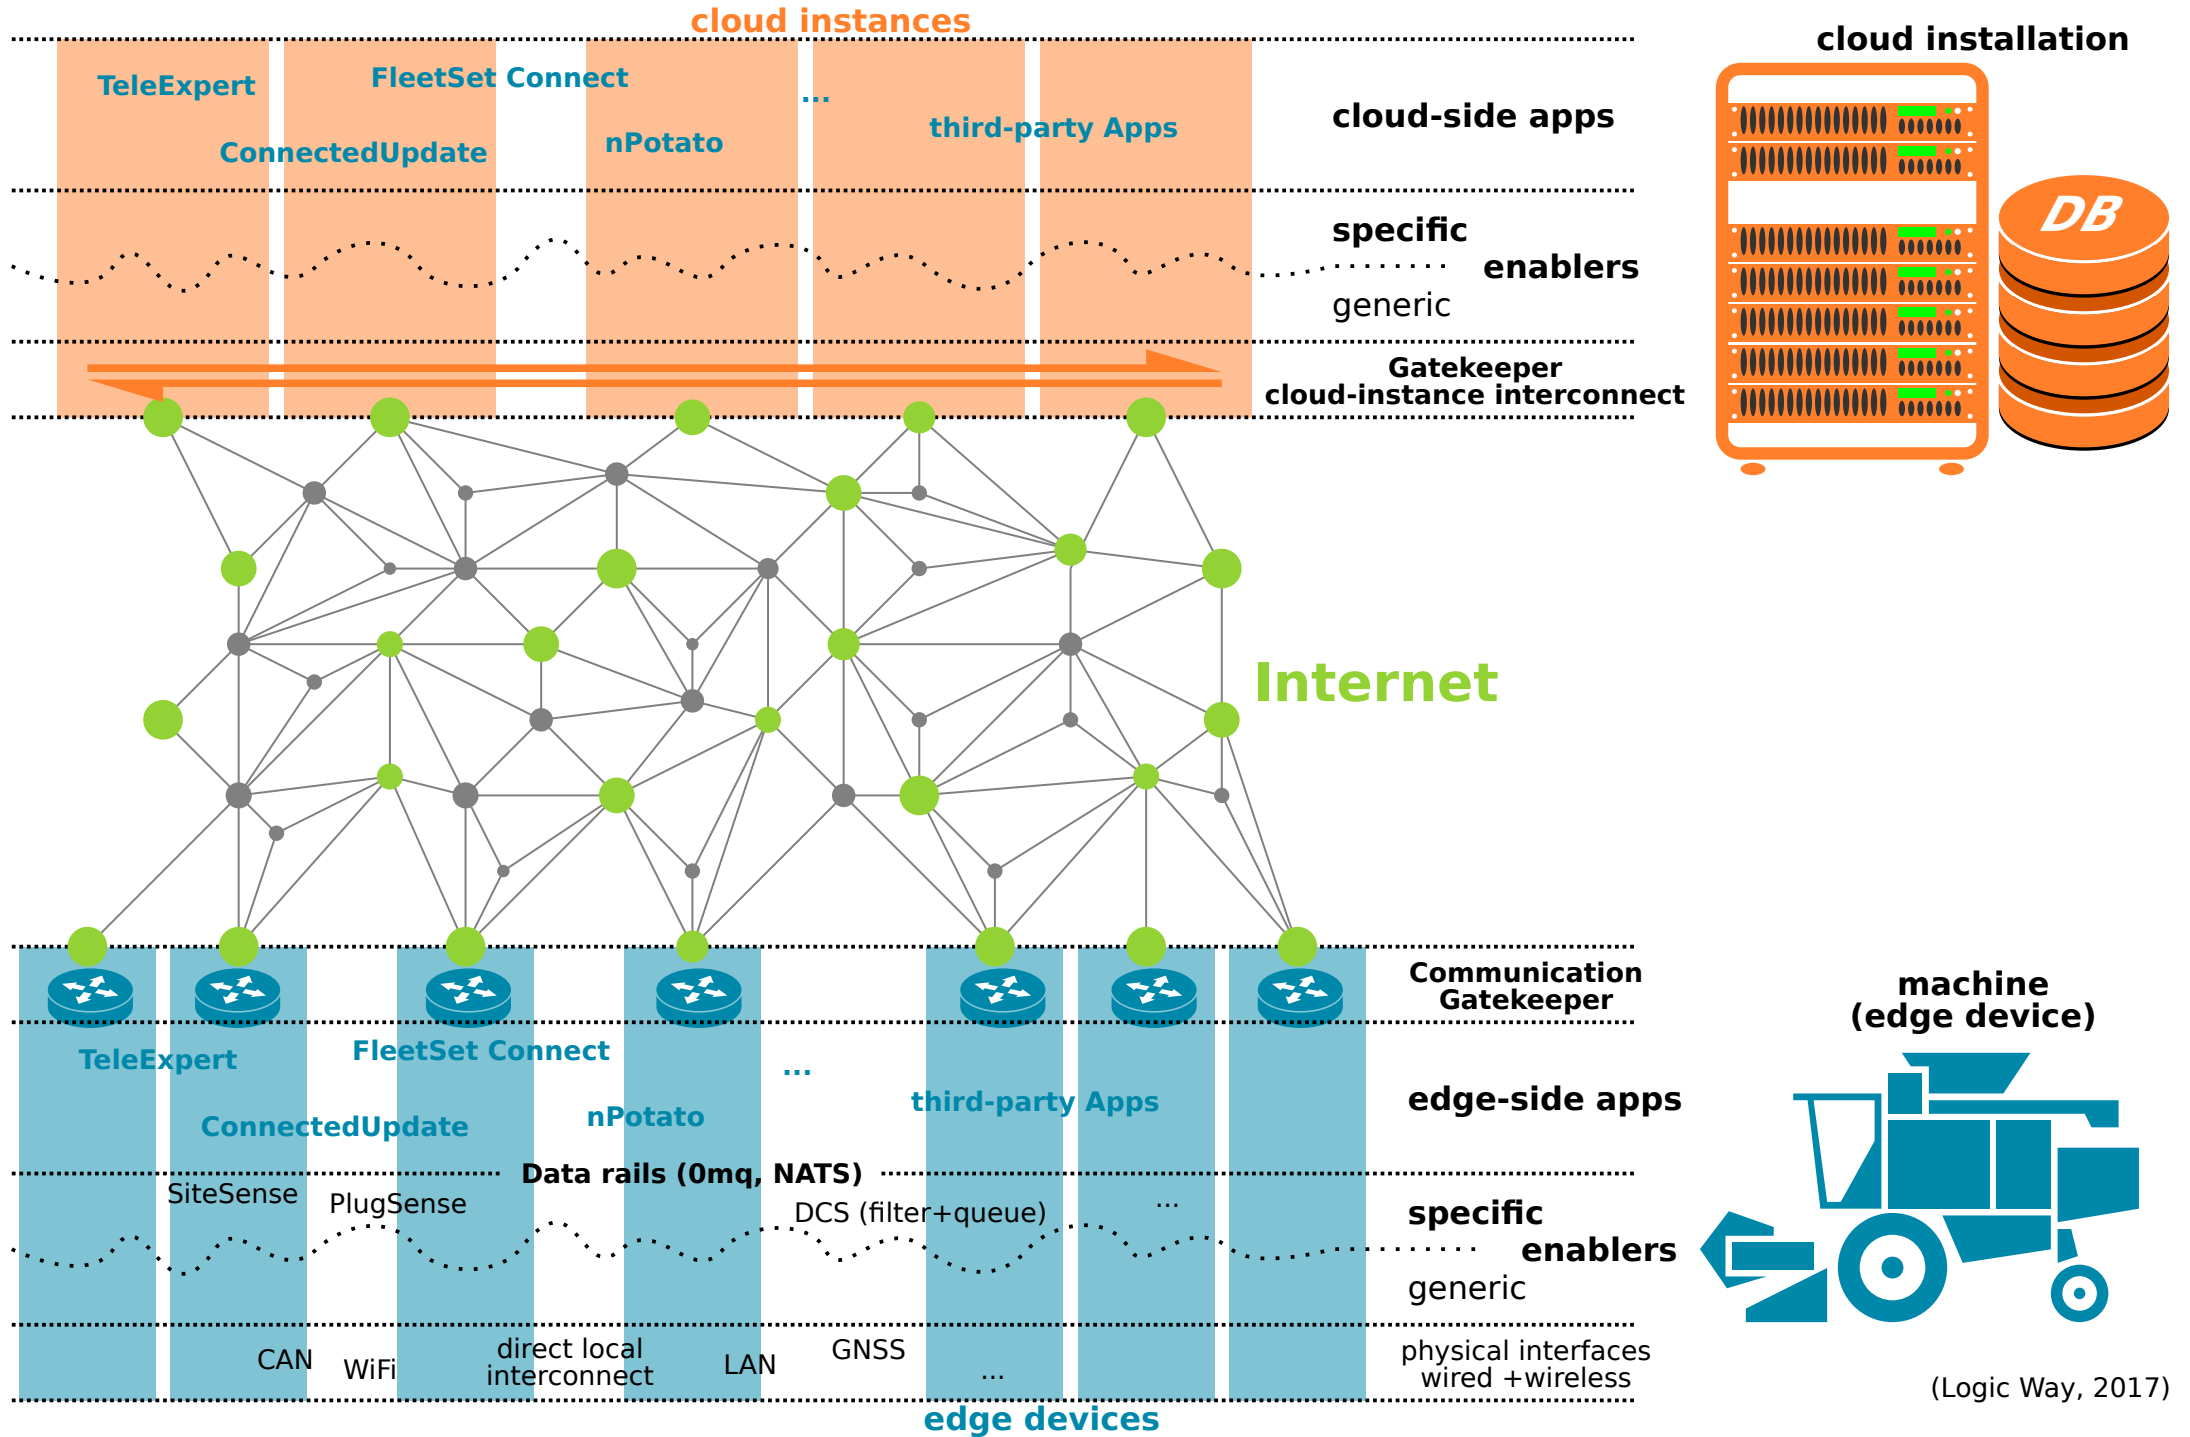 cloud instances
cloud installation
TeleExpert
FleetSet Connect
...
third-party Apps
cloud-side apps
ConnectedUpdate
nPotato
DB
specific
enablers
generic
Gatekeeper
cloud-instance interconnect
Internet
Communication
Gatekeeper
machine
(edge device)
TeleExpert
FleetSet Connect
...
third-party Apps
edge-side apps
ConnectedUpdate
nPotato
Data rails (0mq, NATS)
SiteSense
PlugSense
DCS (filter+queue)
...
specific
enablers
generic
CAN
WiFi
direct local
interconnect
LAN
GNSS
...
physical interfaces
wired +wireless
(Logic Way, 2017)
edge devices